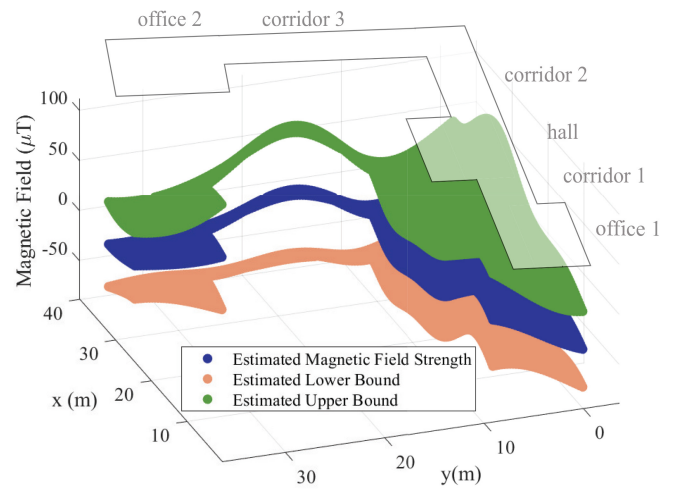 office 2
corridor 3
corridor 2
hall
corridor 1
office 1
Magnetic Field (μT)
100
50
0
-50
40
30
20
10
x (m)
Estimated Magnetic Field Strength
Estimated Lower Bound
Estimated Upper Bound
30
20
10
0
y(m)